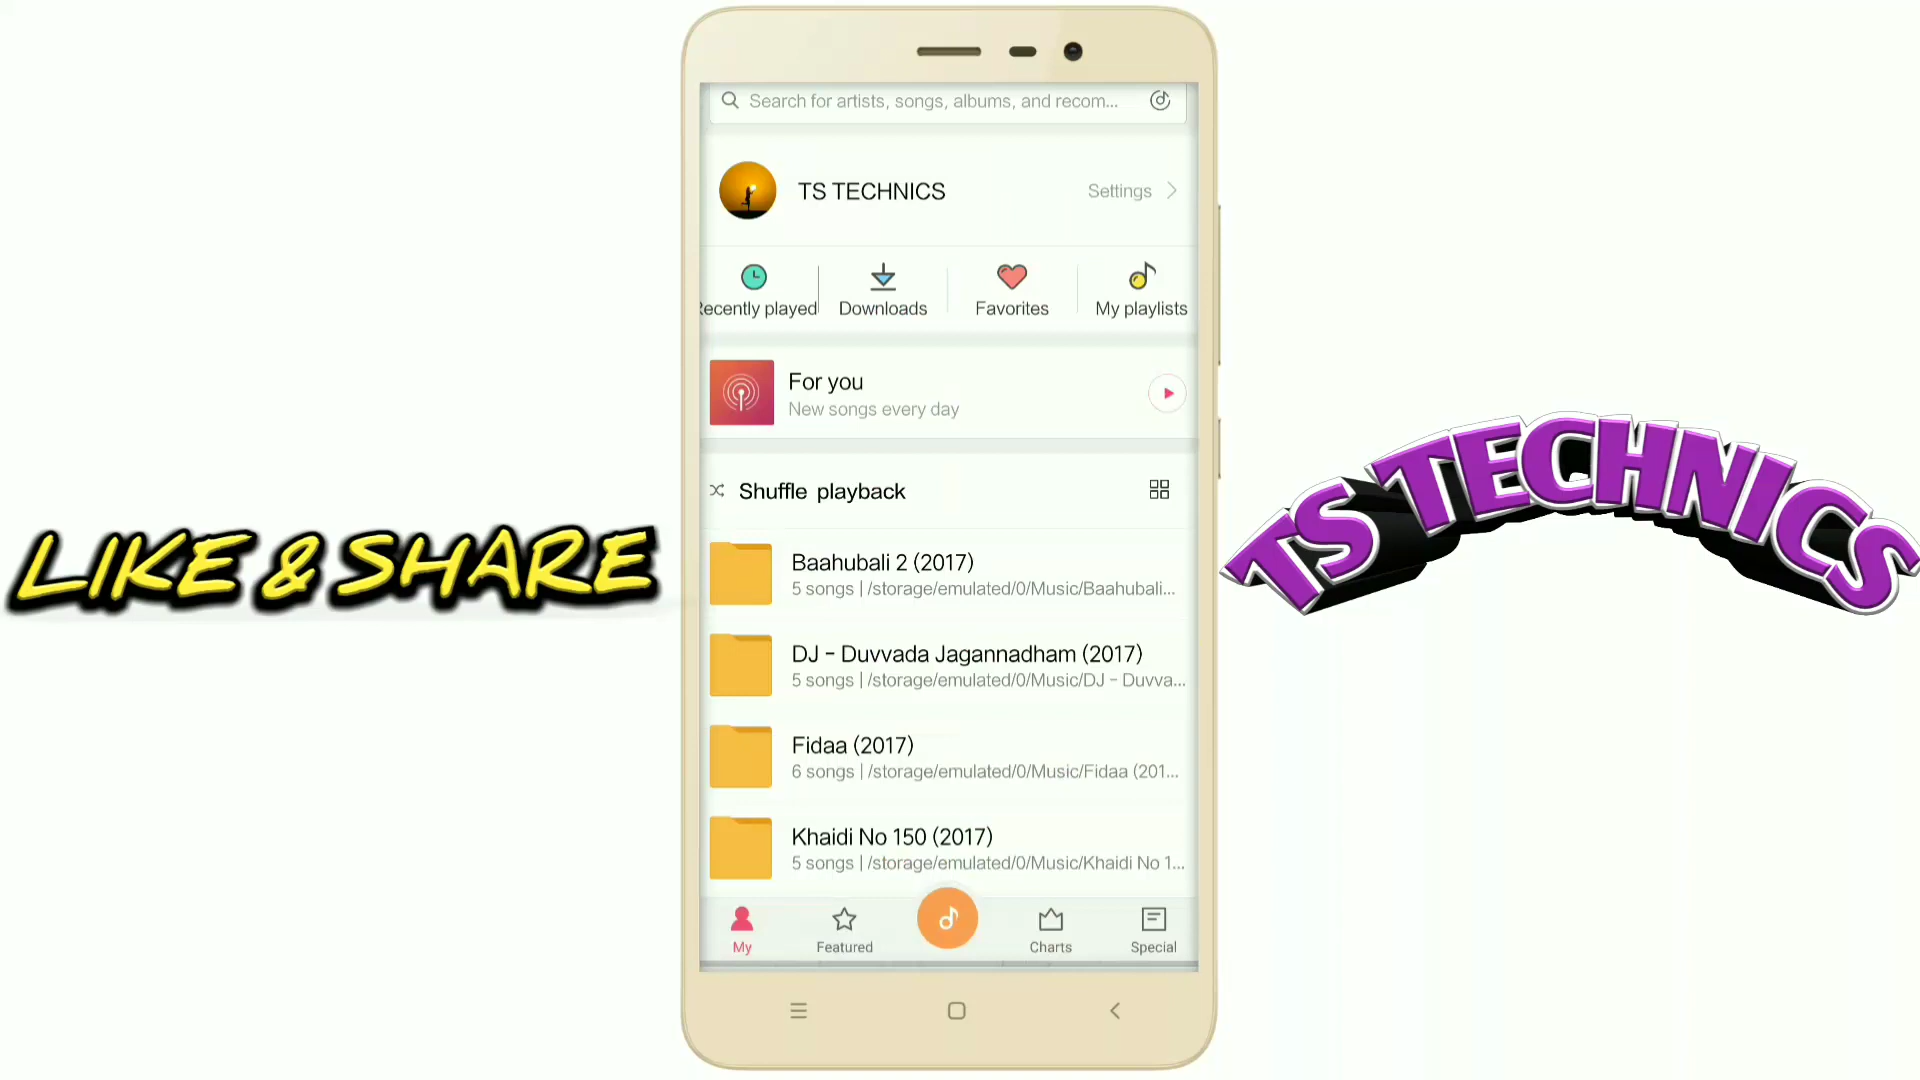 Search for artists, songs, albums, and recom...
TS TECHNICS
Settings
Recently played
Downloads
Favorites
My playlists
For you
New songs every day
Shuffle playback
Baahubali 2 (2017)
5 songs | /storage/emulated/0/Music/Baahubali...
DJ - Duvvada Jagannadham (2017)
5 songs | /storage/emulated/0/Music/DJ - Duvva...
Fidaa (2017)
6 songs | /storage/emulated/0/Music/Fidaa (201...
Khaidi No 150 (2017)
5 songs | /storage/emulated/0/Music/Khaidi No 1...
My
Featured
Charts
Special
LIKE & SHARE
TS TECHNICS